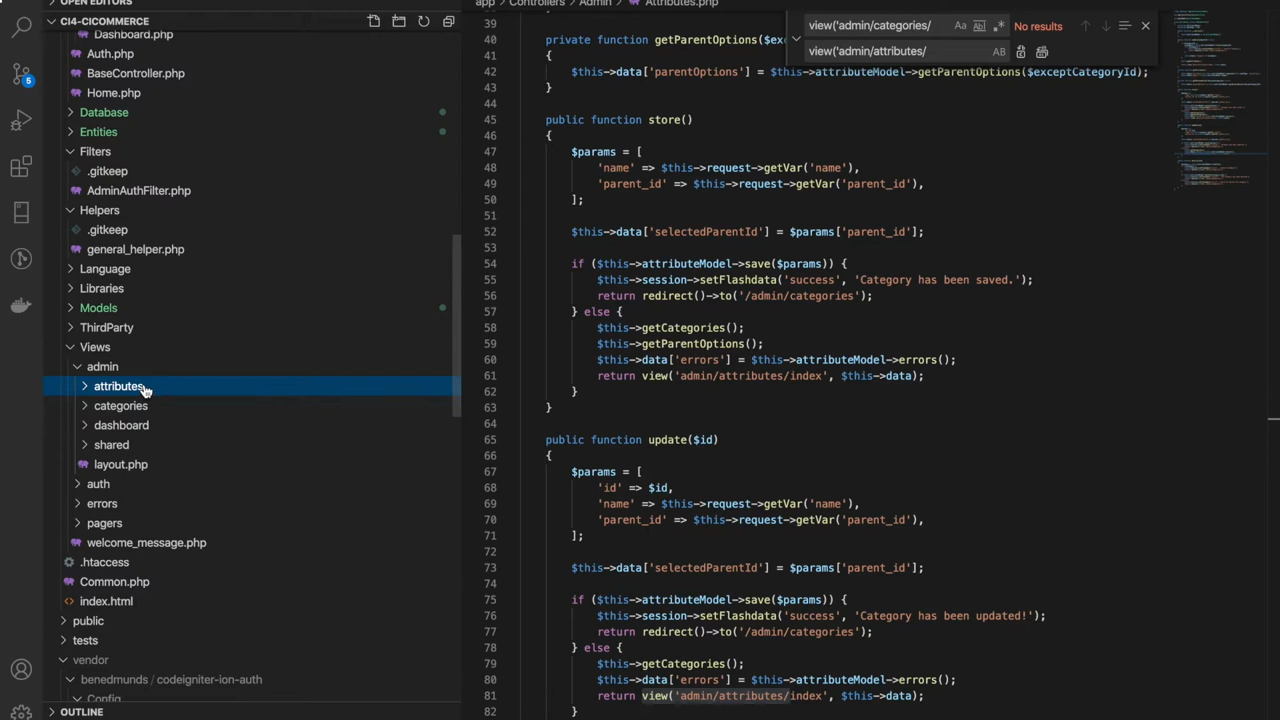 OPEN EDITORS
CI4-CICOMMERCE
Dashboard.php
Auth.php
BaseController.php
Home.php
Database
Entities
Filters
.gitkeep
AdminAuthFilter.php
Helpers
.gitkeep
general_helper.php
Language
Libraries
Models
ThirdParty
Views
admin
attributes
categories
dashboard
shared
layout.php
auth
errors
pagers
welcome_message.php
.htaccess
Common.php
index.html
public
tests
vendor
benedmunds / codeigniter-ion-auth
Config
OUTLINE
5
app > Controllers > Admin > Attributes.php
view('admin/categories Aa ab .* No results
view('admin/attributes/ AB
39
40 private function getParentOptions($exc
41 {
42 $this->data['parentOptions'] = $this->attributeModel->getParentOptions($exceptCategoryId);
43 }
44
45 public function store()
46 {
47 $params = [
48 'name' => $this->request->getVar('name'),
49 'parent_id' => $this->request->getVar('parent_id'),
50 ];
51
52 $this->data['selectedParentId'] = $params['parent_id'];
53
54 if ($this->attributeModel->save($params)) {
55 $this->session->setFlashdata('success', 'Category has been saved.');
56 return redirect()->to('/admin/categories');
57 } else {
58 $this->getCategories();
59 $this->getParentOptions();
60 $this->data['errors'] = $this->attributeModel->errors();
61 return view('admin/attributes/index', $this->data);
62 }
63 }
64
65 public function update($id)
66 {
67 $params = [
68 'id' => $id,
69 'name' => $this->request->getVar('name'),
70 'parent_id' => $this->request->getVar('parent_id'),
71 ];
72
73 $this->data['selectedParentId'] = $params['parent_id'];
74
75 if ($this->attributeModel->save($params)) {
76 $this->session->setFlashdata('success', 'Category has been updated!');
77 return redirect()->to('/admin/categories');
78 } else {
79 $this->getCategories();
80 $this->data['errors'] = $this->attributeModel->errors();
81 return view('admin/attributes/index', $this->data);
82 }